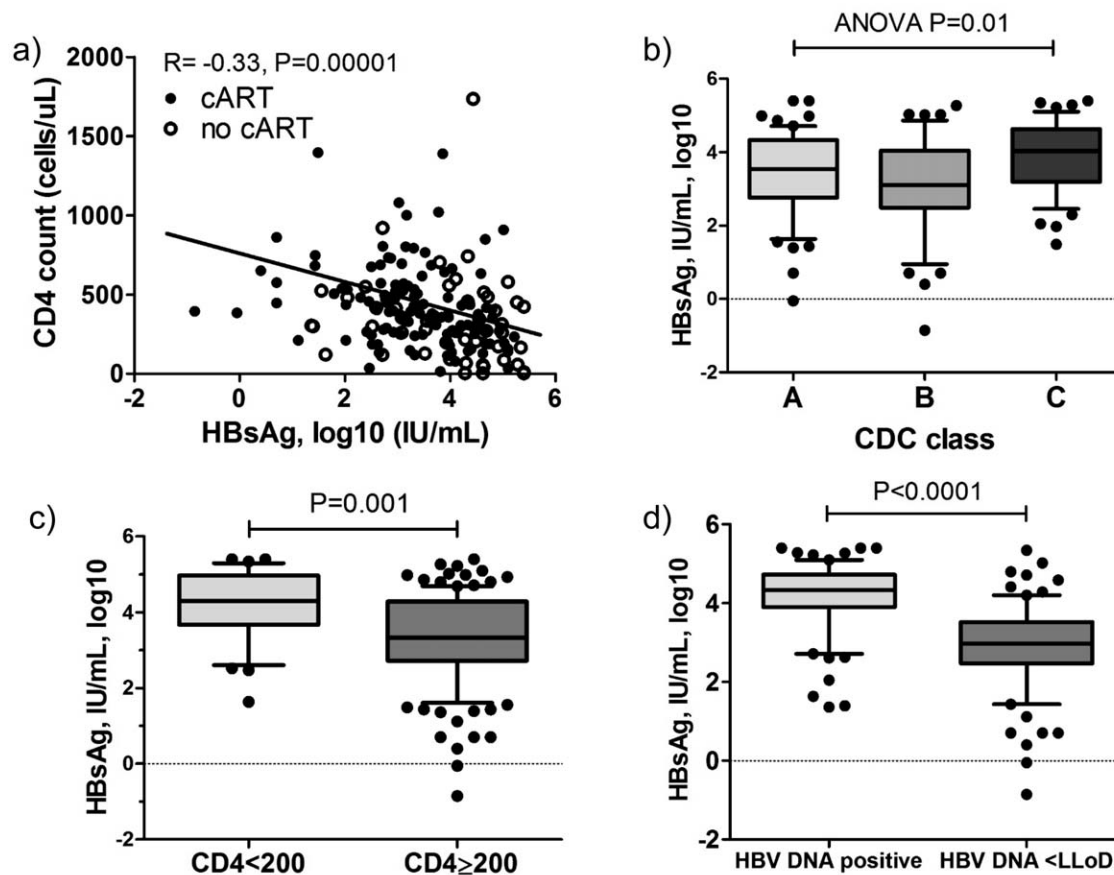 a)
R= -0.33, P=0.00001
cART
no cART
CD4 count (cells/uL)
2000
1500
1000
500
0
0
2
4
6
HBsAg, log10 (IU/mL)
b)
ANOVA P=0.01
HBsAg, IU/mL, log10
6
4
2
0
-2
A
B
C
CDC class
c)
P=0.001
HBsAg, IU/mL, log10
6
4
2
0
-2
CD4<200
CD4≥200
d)
P<0.0001
HBsAg, IU/mL, log10
6
4
2
0
-2
HBV DNA positive
HBV DNA <LLoD